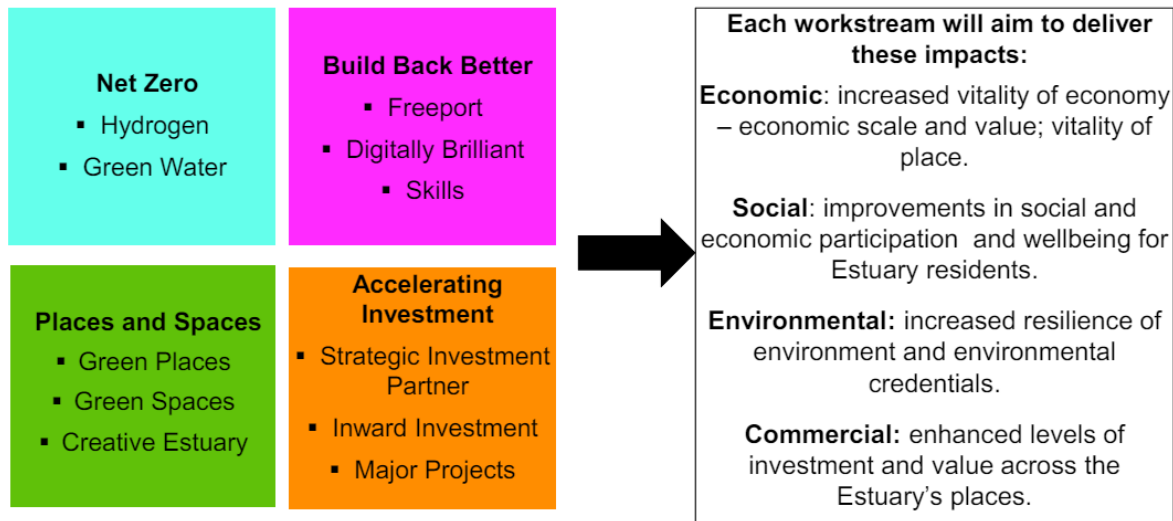 Net Zero
▪ Hydrogen
▪ Green Water
Build Back Better
▪ Freeport
▪ Digitally Brilliant
▪ Skills
Places and Spaces
▪ Green Places
▪ Green Spaces
▪ Creative Estuary
Accelerating
Investment
▪ Strategic Investment
Partner
▪ Inward Investment
▪ Major Projects
Each workstream will aim to deliver
these impacts:
Economic: increased vitality of economy
– economic scale and value; vitality of
place.
Social: improvements in social and
economic participation and wellbeing for
Estuary residents.
Environmental: increased resilience of
environment and environmental
credentials.
Commercial: enhanced levels of
investment and value across the
Estuary’s places.